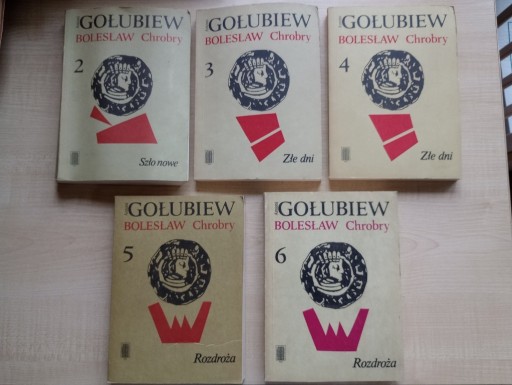 GOŁUBIEW
BOLESŁAW Chrobry
2
Szło nowe
GOŁUBIEW
BOLESŁAW Chrobry
3
Złe dni
GOŁUBIEW
BOLESŁAW Chrobry
4
Złe dni
GOŁUBIEW
BOLESŁAW Chrobry
5
Rozdroża
GOŁUBIEW
BOLESŁAW Chrobry
6
Rozdroża